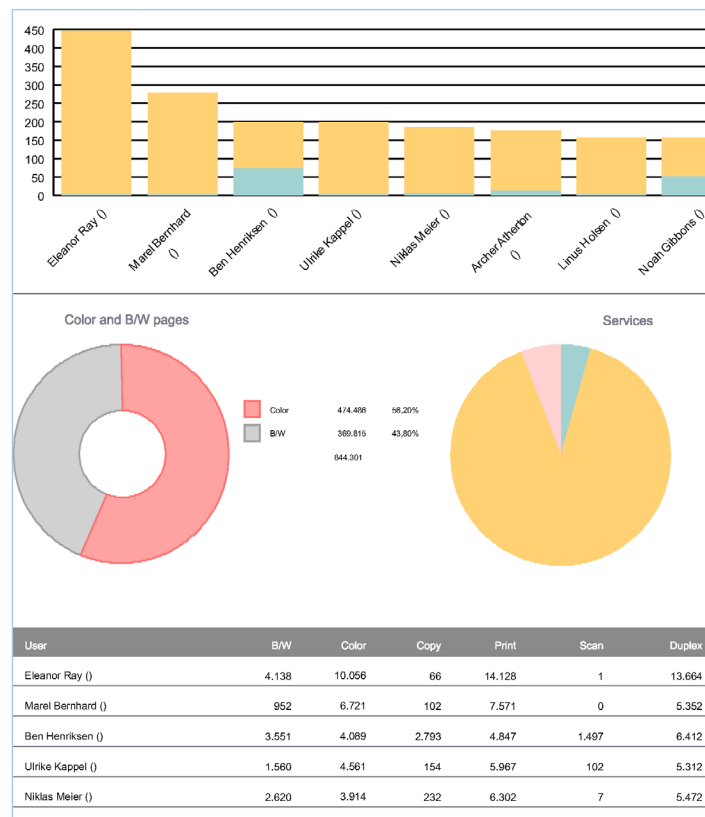 450
400
350
300
250
200
150
100
50
0
Eleanor Ray ()
Marel Bernhard
()
Ben Henriksen ()
Ulrike Kappel ()
Niklas Meier ()
Archer Atherton
()
Linus Holsen ()
Noah Gibbons ()
Color and B/W pages
Services
Color 474.486 56,20%
B/W 369.815 43,80%
844.301
User B/W Color Copy Print Scan Duplex
Eleanor Ray () 4.138 10.056 66 14.128 1 13.664
Marel Bernhard () 952 6.721 102 7.571 0 5.352
Ben Henriksen () 3.551 4.089 2.793 4.847 1.497 6.412
Ulrike Kappel () 1.560 4.561 154 5.967 102 5.312
Niklas Meier () 2.620 3.914 232 6.302 7 5.472